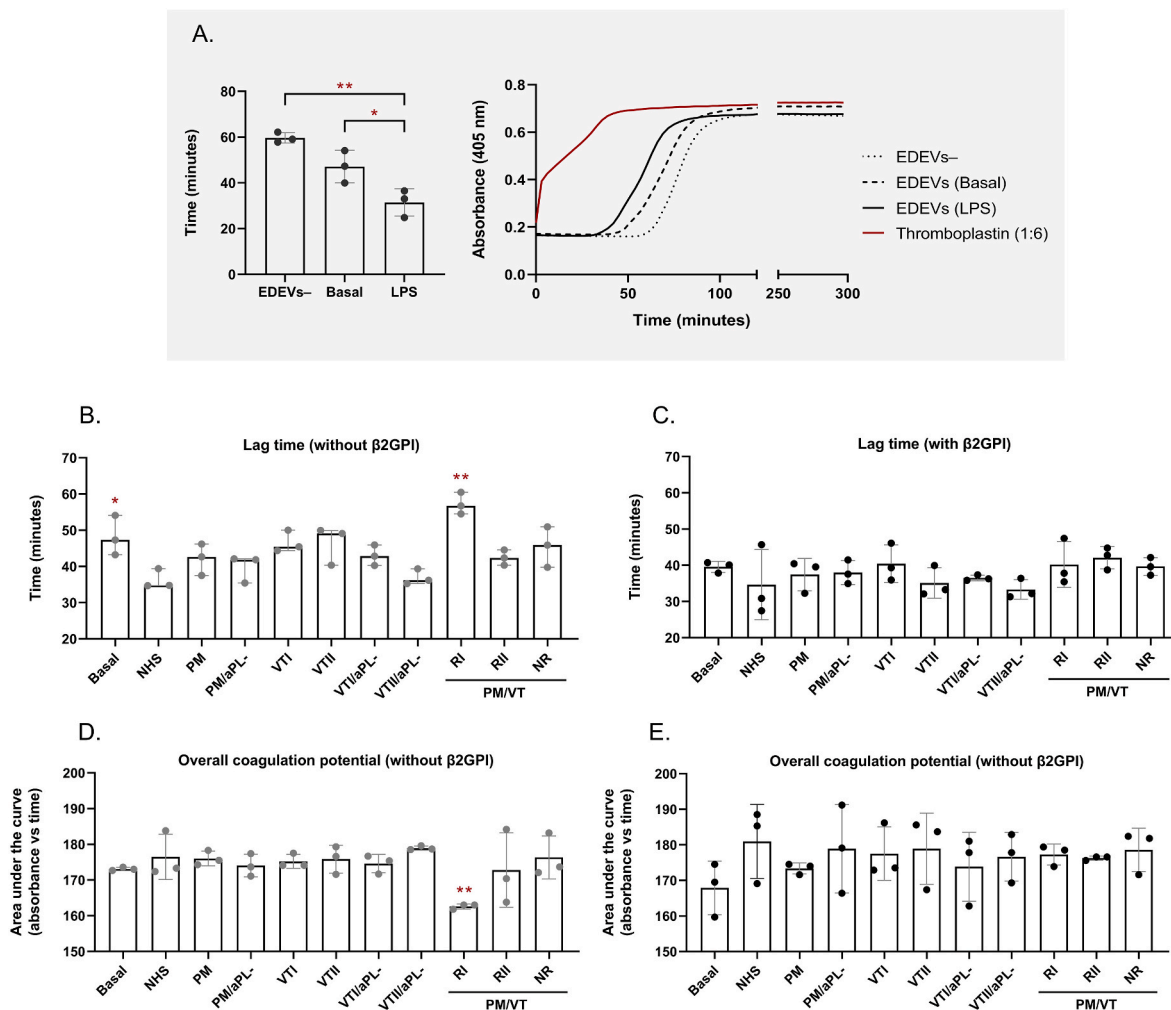 A.
**
*
80
60
40
20
0
Time (minutes)
EDEVs–
Basal
LPS
0.8
0.6
0.4
0.2
0.0
Absorbance (405 nm)
0
50
100
250
300
Time (minutes)
EDEVs–
EDEVs (Basal)
EDEVs (LPS)
Thromboplastin (1:6)
B.
Lag time (without β2GPI)
70
60
50
40
30
20
Time (minutes)
*
**
Basal
NHS
PM
PM/aPL-
VTI
VTII
VTI/aPL-
VTII/aPL-
RI
RII
NR
PM/VT
C.
Lag time (with β2GPI)
70
60
50
40
30
20
Time (minutes)
Basal
NHS
PM
PM/aPL-
VTI
VTII
VTI/aPL-
VTII/aPL-
RI
RII
NR
PM/VT
D.
Overall coagulation potential (without β2GPI)
200
190
180
170
160
150
Area under the curve
(absorbance vs time)
**
Basal
NHS
PM
PM/aPL-
VTI
VTII
VTI/aPL-
VTII/aPL-
RI
RII
NR
PM/VT
E.
Overall coagulation potential (without β2GPI)
200
190
180
170
160
150
Area under the curve
(absorbance vs time)
Basal
NHS
PM
PM/aPL-
VTI
VTII
VTI/aPL-
VTII/aPL-
RI
RII
NR
PM/VT